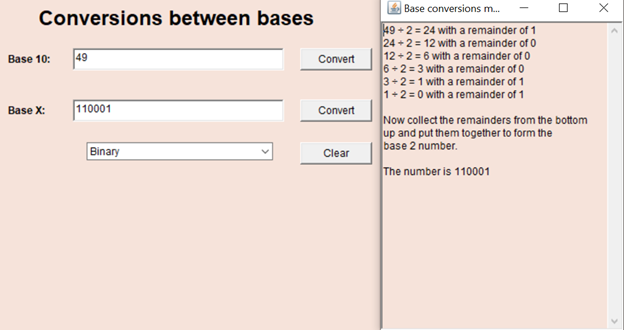 Conversions between bases
Base 10:
49
Convert
Base X:
110001
Convert
Binary
Clear
Base conversions m...
49 ÷ 2 = 24 with a remainder of 1
24 ÷ 2 = 12 with a remainder of 0
12 ÷ 2 = 6 with a remainder of 0
6 ÷ 2 = 3 with a remainder of 0
3 ÷ 2 = 1 with a remainder of 1
1 ÷ 2 = 0 with a remainder of 1
Now collect the remainders from the bottom
up and put them together to form the
base 2 number.
The number is 110001